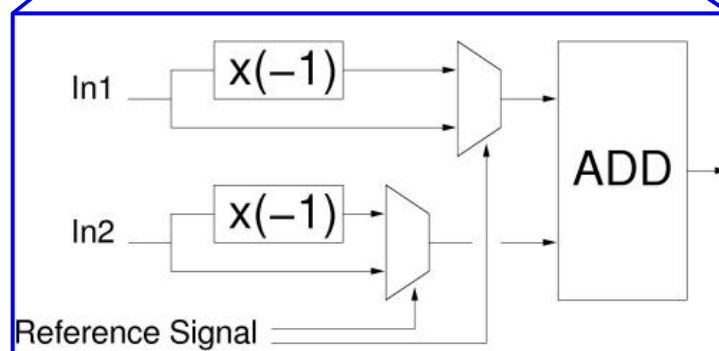 x(-1)
In1
ADD
x(-1)
In2
Reference Signal